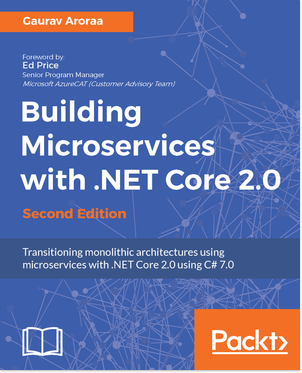 Gaurav Aroraa
Foreword by:
Ed Price
Senior Program Manager
Microsoft AzureCAT (Customer Advisory Team)
Building
Microservices
with .NET Core 2.0
Second Edition
Transitioning monolithic architectures using
microservices with .NET Core 2.0 using C# 7.0
Packt>